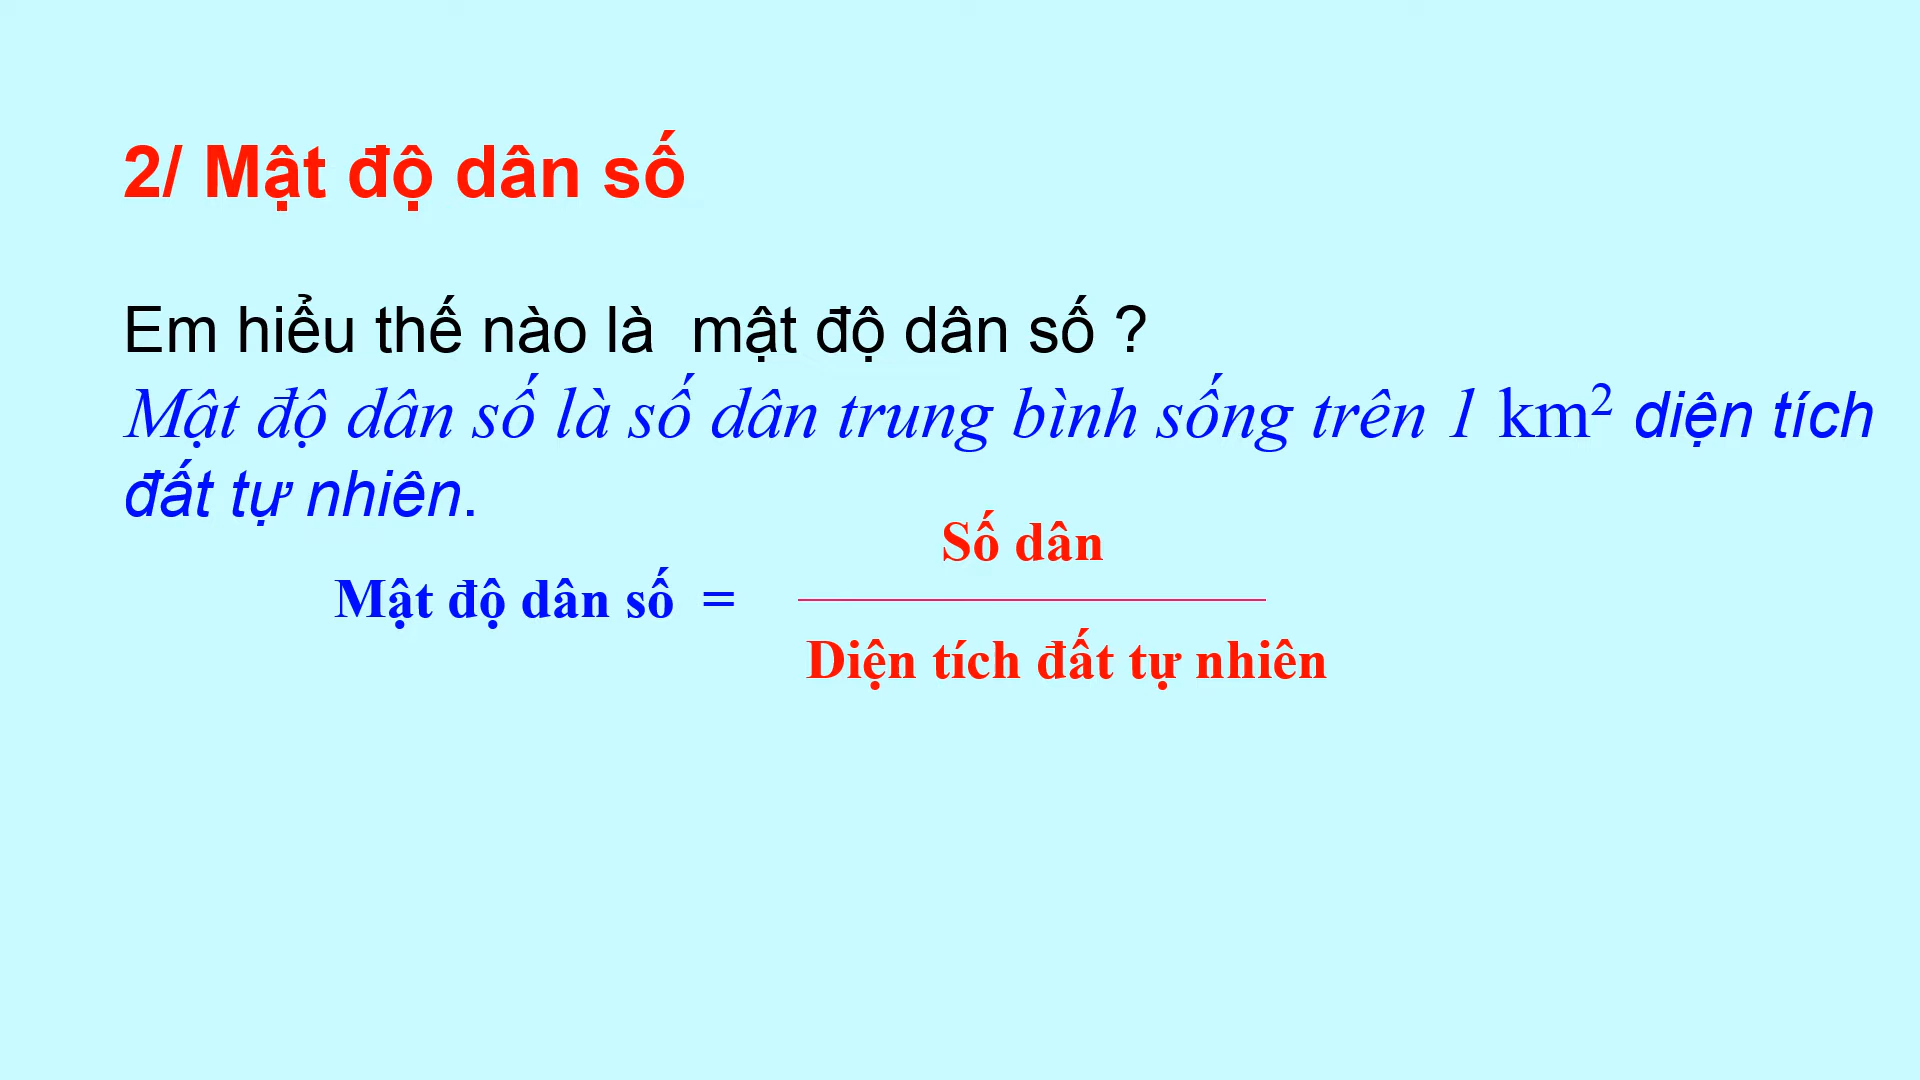 2/ Mật độ dân số
Em hiểu thế nào là mật độ dân số ?
Mật độ dân số là số dân trung bình sống trên 1 km² diện tích
đất tự nhiên.
Số dân
Mật độ dân số =
Diện tích đất tự nhiên